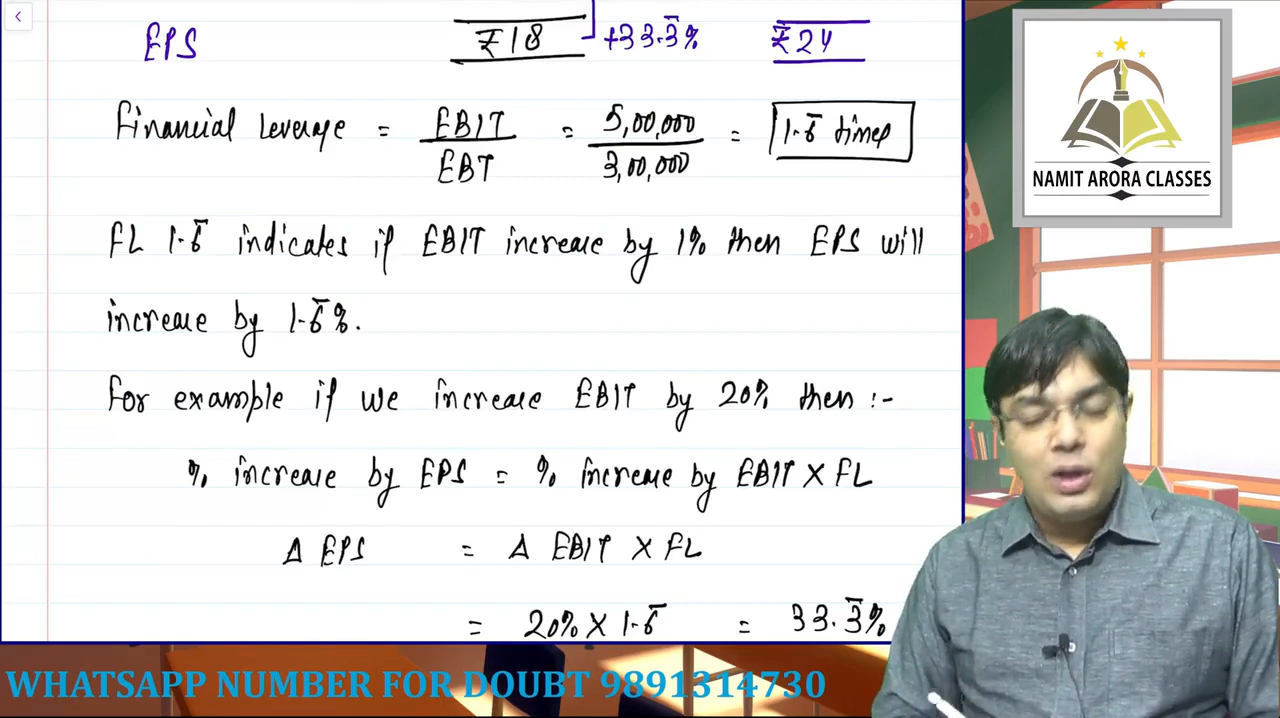 EPS ₹18 +33.3̅% ₹24
Financial Leverage = EBIT / EBT = 5,00,000 / 3,00,000 = 1.6̅ times
FL 1.6̅ indicates if EBIT increase by 1% then EPS will
increase by 1.6̅%.
For example if we increase EBIT by 20% then :-
% increase by EPS = % increase by EBIT X FL
Δ EPS = Δ EBIT X FL
= 20% X 1.6̅ = 33.3̅%
NAMIT ARORA CLASSES
WHATSAPP NUMBER FOR DOUBT 9891314730